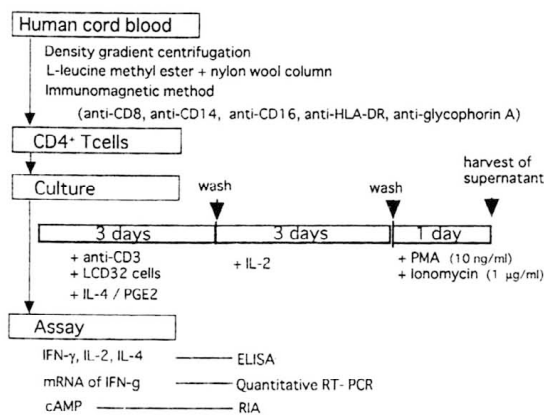 Human cord blood
Density gradient centrifugation
L-leucine methyl ester + nylon wool column
Immunomagnetic method
(anti-CD8, anti-CD14, anti-CD16, anti-HLA-DR, anti-glycophorin A)
CD4+ Tcells
Culture
wash
wash
harvest of
supernatant
3 days
3 days
1 day
+ anti-CD3
+ LCD32 cells
+ IL-4 / PGE2
+ IL-2
+ PMA (10 ng/ml)
+ Ionomycin (1 µg/ml)
Assay
IFN-γ, IL-2, IL-4 ELISA
mRNA of IFN-g Quantitative RT- PCR
cAMP RIA